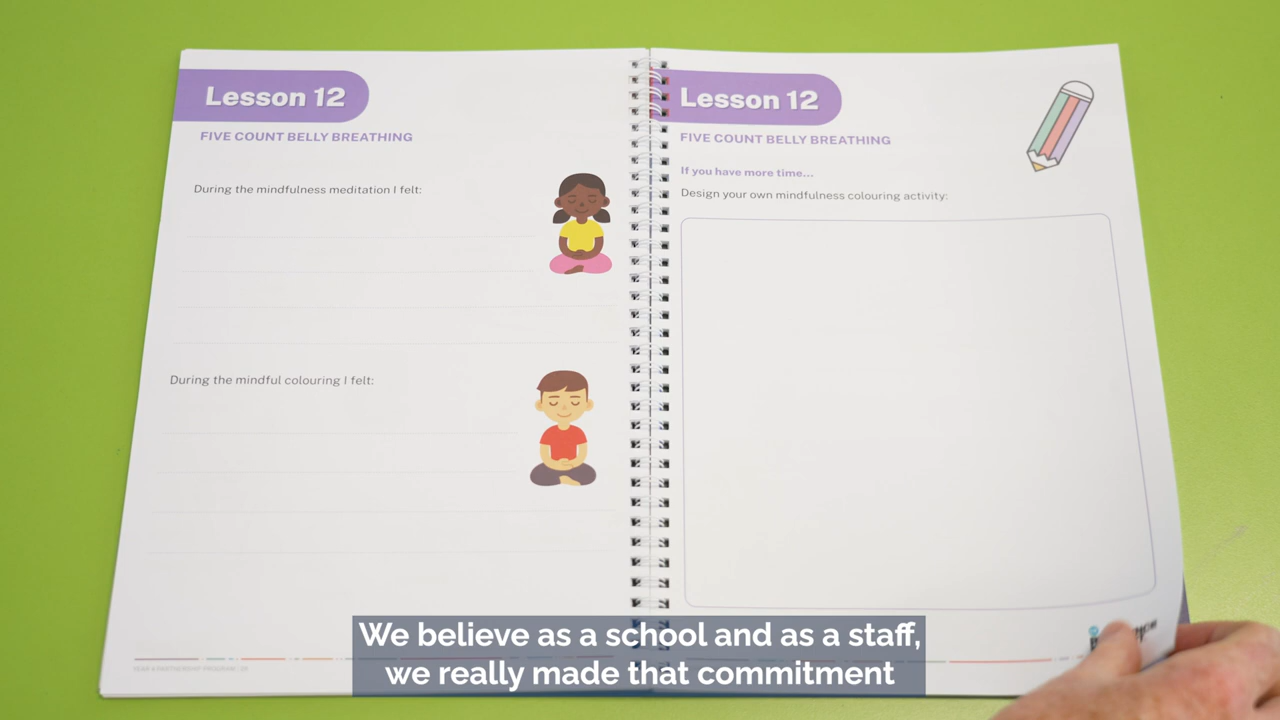 Lesson 12
FIVE COUNT BELLY BREATHING
During the mindfulness meditation I felt:
During the mindful colouring I felt:
Lesson 12
FIVE COUNT BELLY BREATHING
If you have more time...
Design your own mindfulness colouring activity:
We believe as a school and as a staff,
we really made that commitment